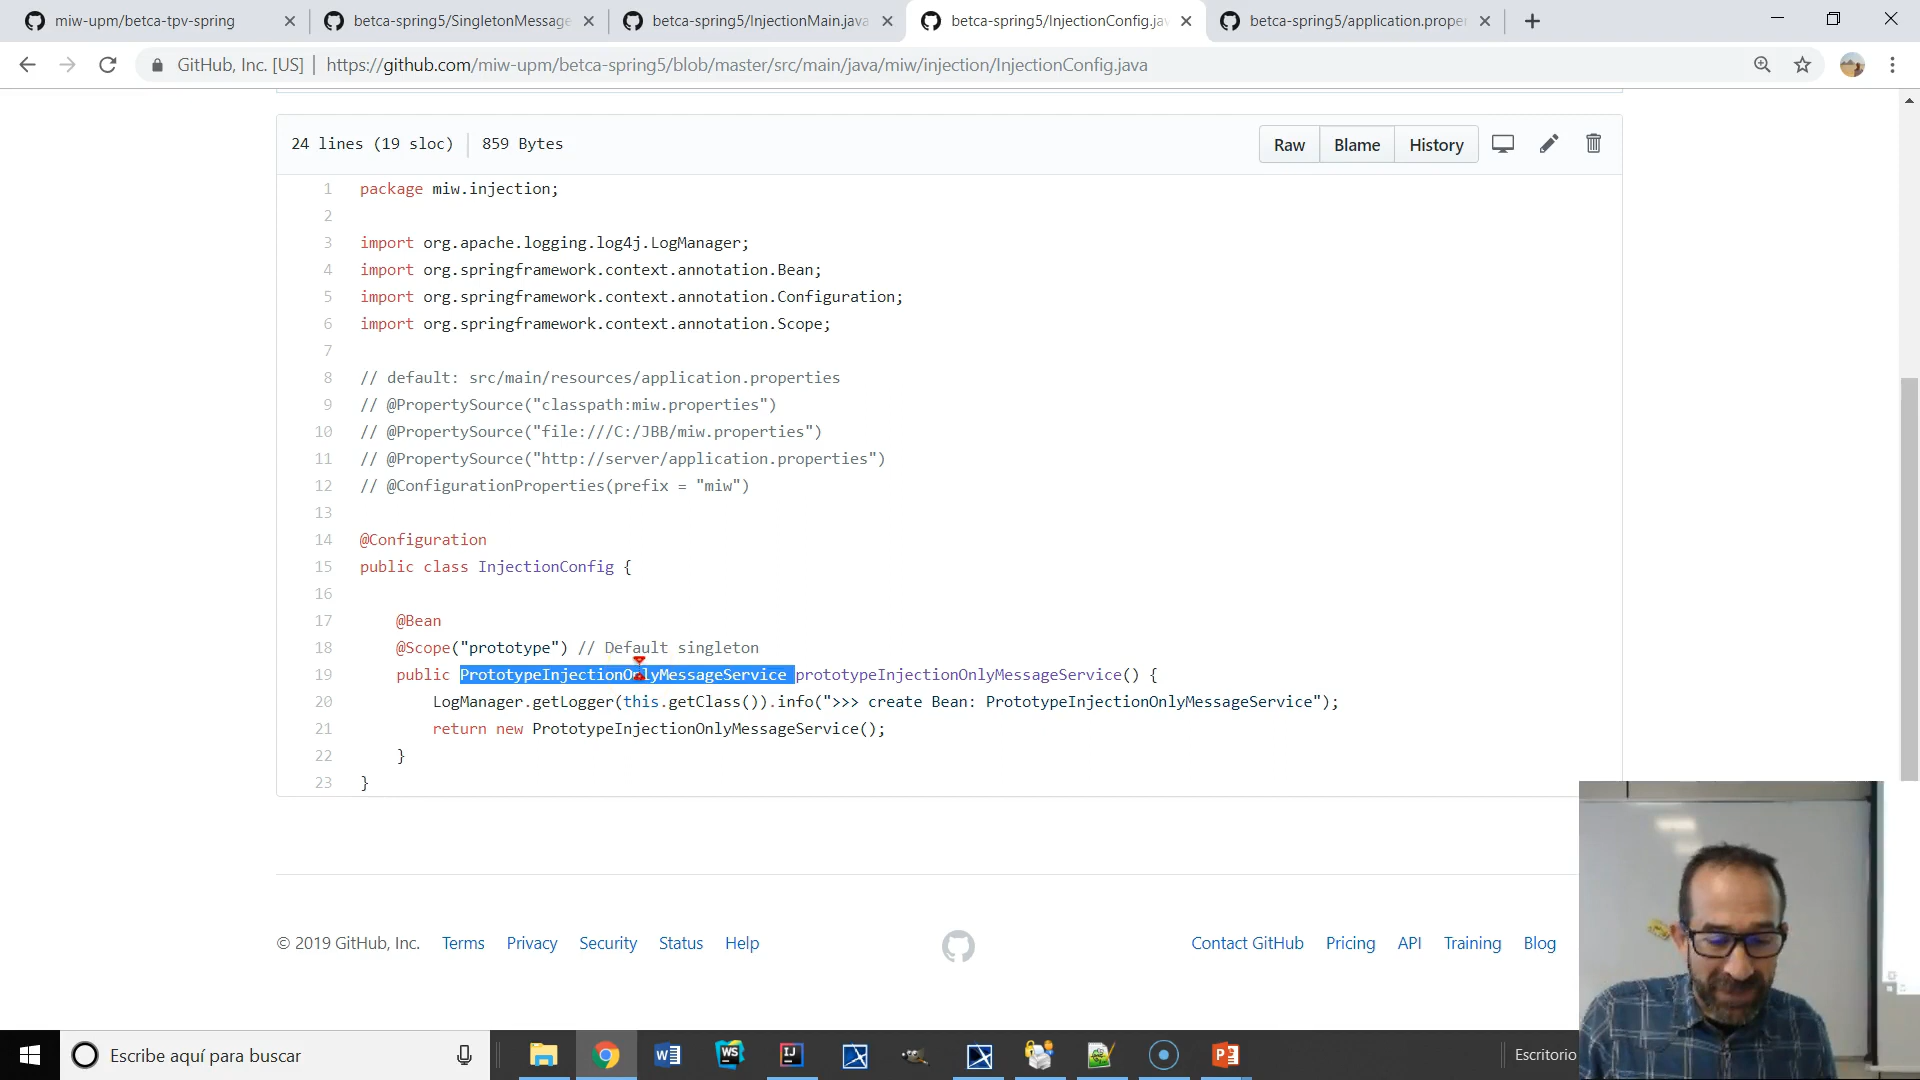 miw-upm/betca-tpv-spring
betca-spring5/SingletonMessage
betca-spring5/InjectionMain.java
betca-spring5/InjectionConfig.ja
betca-spring5/application.prope
GitHub, Inc. [US] | https://github.com/miw-upm/betca-spring5/blob/master/src/main/java/miw/injection/InjectionConfig.java
24 lines (19 sloc) | 859 Bytes
Raw Blame History
1 package miw.injection;
2
3 import org.apache.logging.log4j.LogManager;
4 import org.springframework.context.annotation.Bean;
5 import org.springframework.context.annotation.Configuration;
6 import org.springframework.context.annotation.Scope;
7
8 // default: src/main/resources/application.properties
9 // @PropertySource("classpath:miw.properties")
10 // @PropertySource("file:///C:/JBB/miw.properties")
11 // @PropertySource("http://server/application.properties")
12 // @ConfigurationProperties(prefix = "miw")
13
14 @Configuration
15 public class InjectionConfig {
16
17 @Bean
18 @Scope("prototype") // Default singleton
19 public PrototypeInjectionOnlyMessageService prototypeInjectionOnlyMessageService() {
20 LogManager.getLogger(this.getClass()).info(">>> create Bean: PrototypeInjectionOnlyMessageService");
21 return new PrototypeInjectionOnlyMessageService();
22 }
23 }
© 2019 GitHub, Inc. Terms Privacy Security Status Help
Contact GitHub Pricing API Training Blog
Escribe aquí para buscar
Escritorio